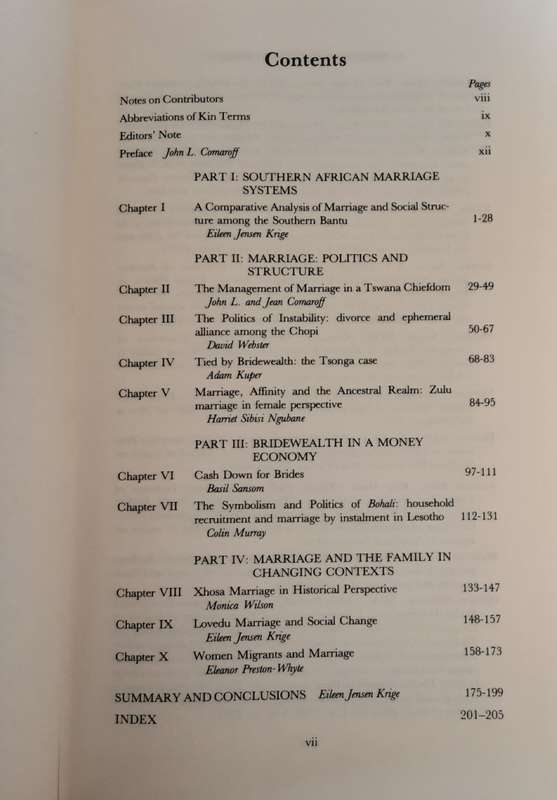 Contents
Pages
Notes on Contributors viii
Abbreviations of Kin Terms ix
Editors' Note x
Preface John L. Comaroff xii
PART I: SOUTHERN AFRICAN MARRIAGE
SYSTEMS
Chapter I A Comparative Analysis of Marriage and Social Struc-
ture among the Southern Bantu 1-28
Eileen Jensen Krige
PART II: MARRIAGE: POLITICS AND
STRUCTURE
Chapter II The Management of Marriage in a Tswana Chiefdom 29-49
John L. and Jean Comaroff
Chapter III The Politics of Instability: divorce and ephemeral
alliance among the Chopi 50-67
David Webster
Chapter IV Tied by Bridewealth: the Tsonga case 68-83
Adam Kuper
Chapter V Marriage, Affinity and the Ancestral Realm: Zulu
marriage in female perspective 84-95
Harriet Sibisi Ngubane
PART III: BRIDEWEALTH IN A MONEY
ECONOMY
Chapter VI Cash Down for Brides 97-111
Basil Sansom
Chapter VII The Symbolism and Politics of Bohali: household
recruitment and marriage by instalment in Lesotho 112-131
Colin Murray
PART IV: MARRIAGE AND THE FAMILY IN
CHANGING CONTEXTS
Chapter VIII Xhosa Marriage in Historical Perspective 133-147
Monica Wilson
Chapter IX Lovedu Marriage and Social Change 148-157
Eileen Jensen Krige
Chapter X Women Migrants and Marriage 158-173
Eleanor Preston-Whyte
SUMMARY AND CONCLUSIONS Eileen Jensen Krige 175-199
INDEX 201–205
vii